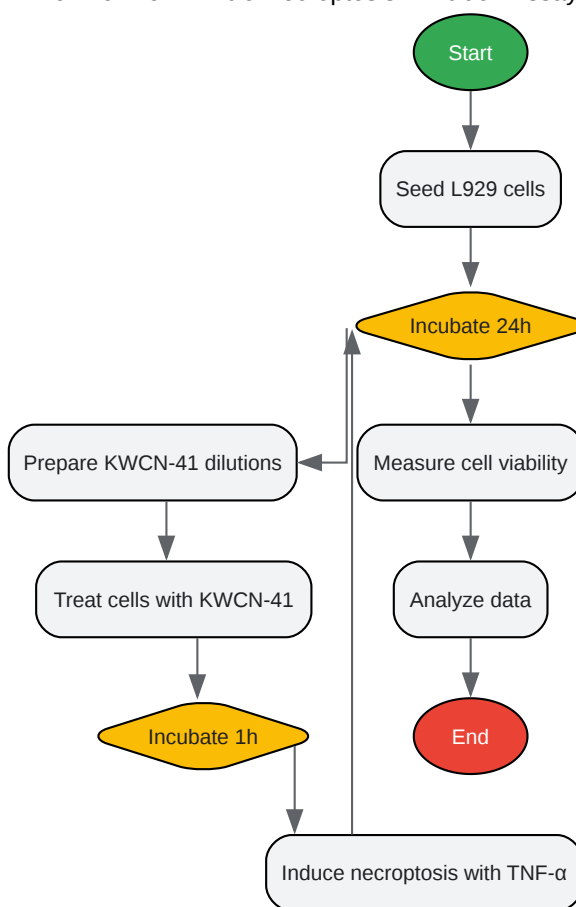 Start
Seed L929 cells
Incubate 24h
Prepare KWCN-41 dilutions
Measure cell viability
Treat cells with KWCN-41
Analyze data
Incubate 1h
End
Induce necroptosis with TNF-α